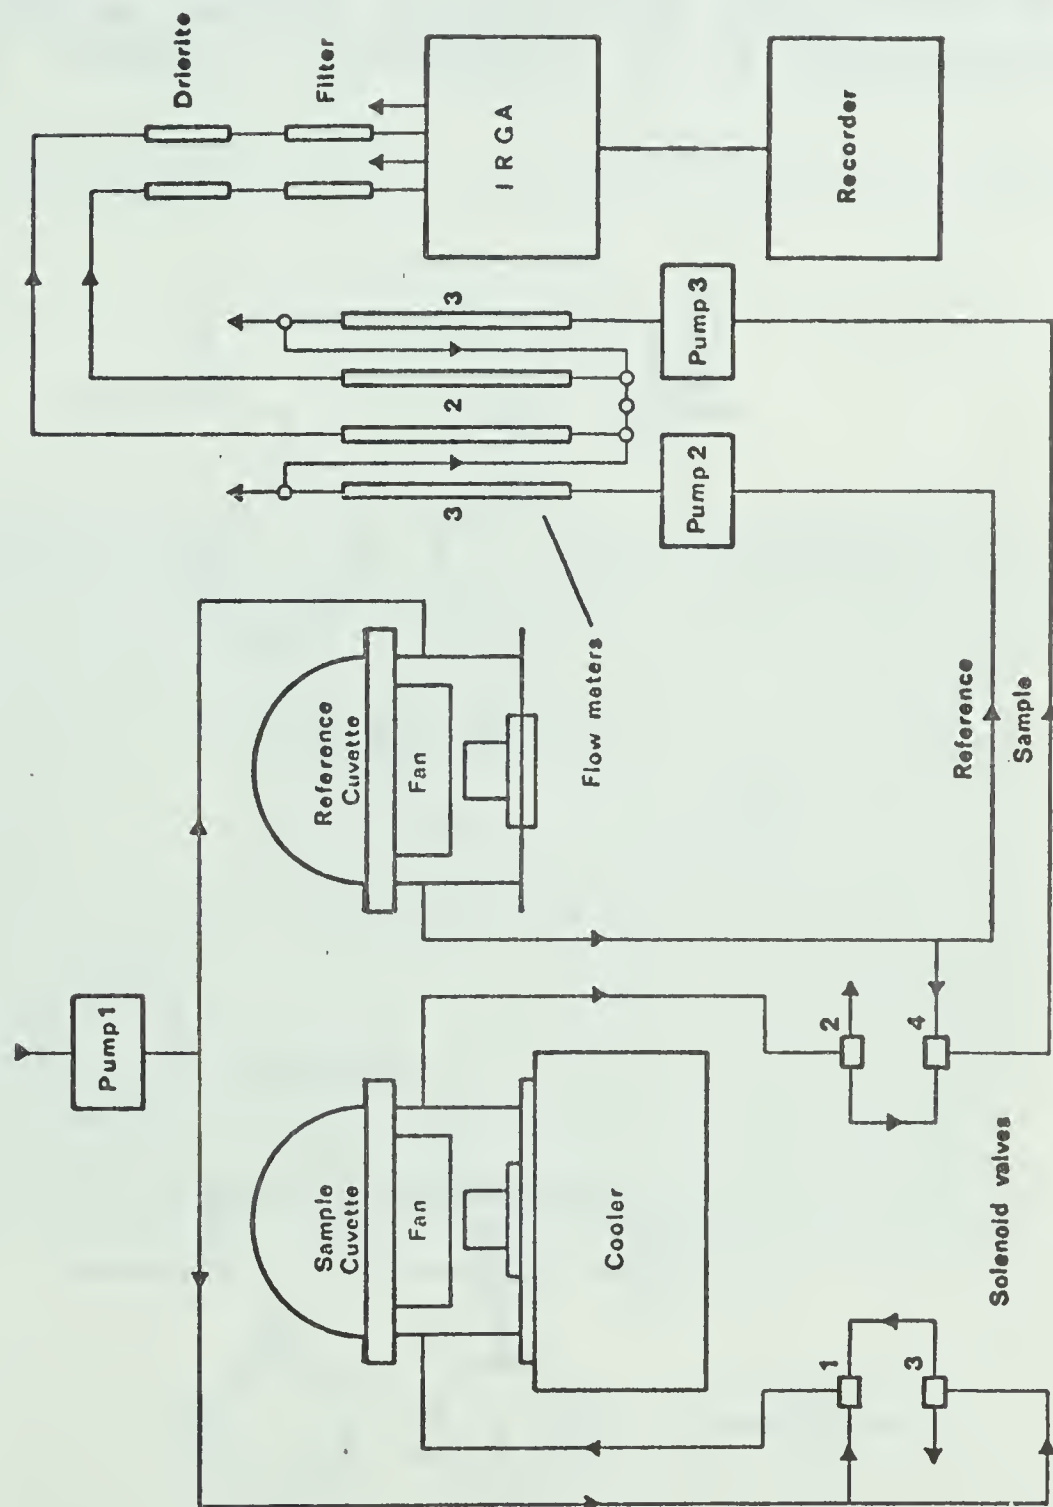 Pump 1
Sample
Cuvette
Fan
Cooler
1
3
2
4
Solenoid valves
Reference
Cuvette
Fan
Flow meters
Reference
Sample
3
2
3
Pump 2
Pump 3
Drierite
Filter
IRGA
Recorder